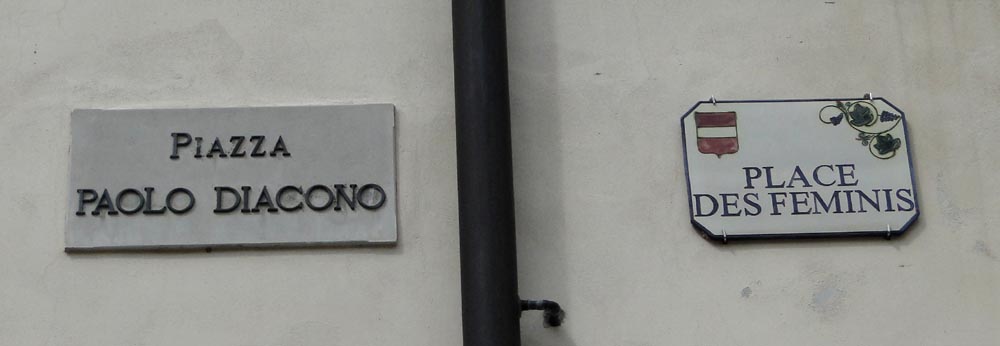 PIAZZA
PAOLO DIACONO
PLACE
DES FEMINIS